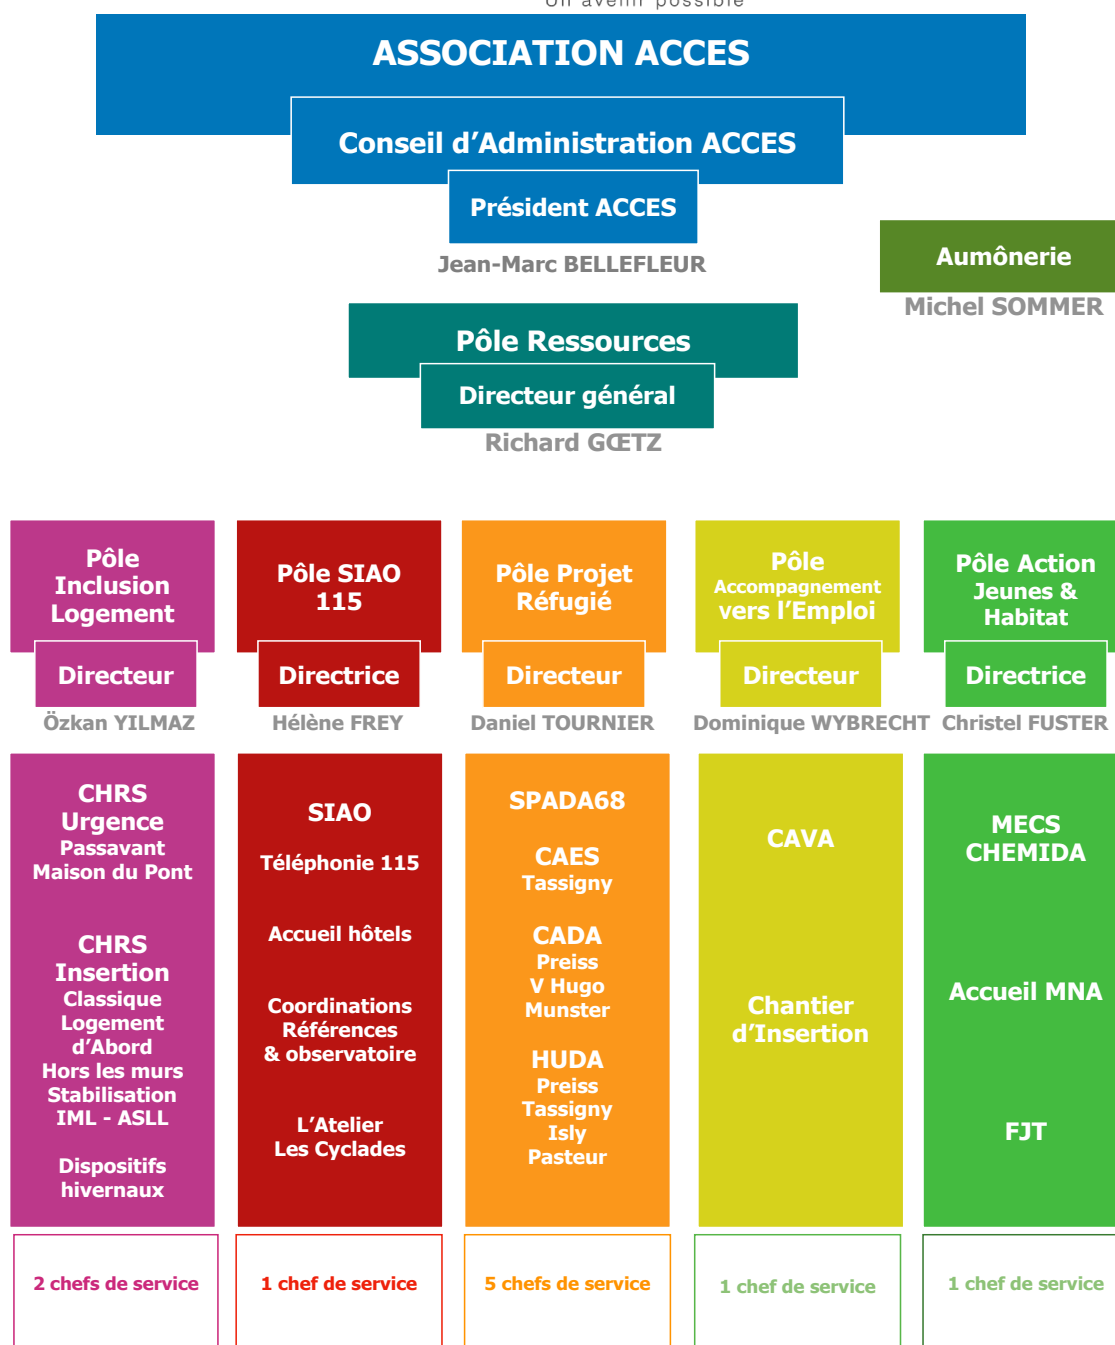 Un avenir possible
ASSOCIATION ACCES
Conseil d'Administration ACCES
Président ACCES
Jean-Marc BELLEFLEUR
Aumônerie
Michel SOMMER
Pôle Ressources
Directeur général
Richard GŒTZ
Pôle
Inclusion
Logement
Directeur
Özkan YILMAZ
Pôle SIAO
115
Directrice
Hélène FREY
Pôle Projet
Réfugié
Directeur
Daniel TOURNIER
Pôle
Accompagnement
vers l'Emploi
Directeur
Dominique WYBRECHT
Pôle Action
Jeunes &
Habitat
Directrice
Christel FUSTER
CHRS
Urgence
Passavant
Maison du Pont
CHRS
Insertion
Classique
Logement
d'Abord
Hors les murs
Stabilisation
IML - ASLL
Dispositifs
hivernaux
SIAO
Téléphonie 115
Accueil hôtels
Coordinations
Références
& observatoire
L'Atelier
Les Cyclades
SPADA68
CAES
Tassigny
CADA
Preiss
V Hugo
Munster
HUDA
Preiss
Tassigny
Isly
Pasteur
CAVA
Chantier
d'Insertion
MECS
CHEMIDA
Accueil MNA
FJT
2 chefs de service
1 chef de service
5 chefs de service
1 chef de service
1 chef de service